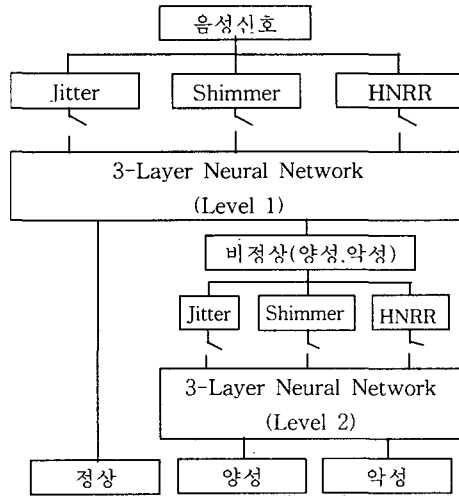 음성신호
Jitter Shimmer HNRR
3-Layer Neural Network
(Level 1)
비정상(양성.악성)
Jitter Shimmer HNRR
3-Layer Neural Network
(Level 2)
정상 양성 악성